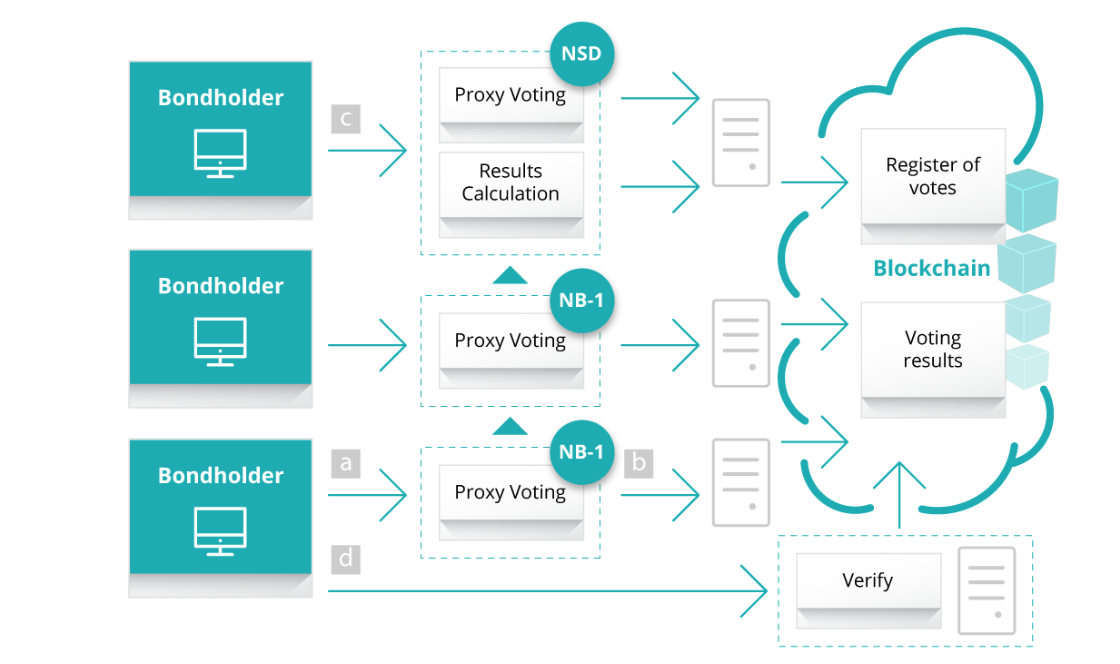 NSD
Bondholder
c
Proxy Voting
Results
Calculation
Register of
votes
Blockchain
Bondholder
NB-1
Proxy Voting
Voting
results
Bondholder
a
NB-1
Proxy Voting
b
d
Verify